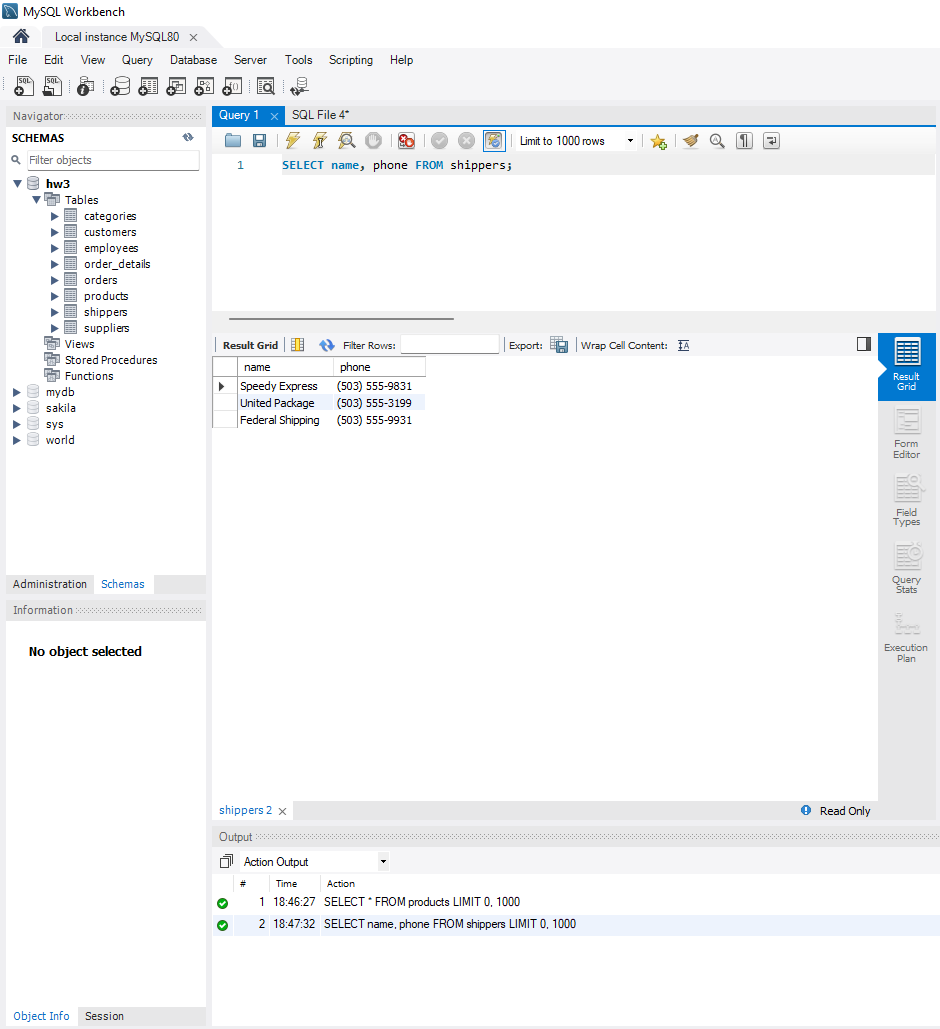 MySQL Workbench
Local instance MySQL80
File Edit View Query Database Server Tools Scripting Help
SQL SQL
Navigator
SCHEMAS
Filter objects
hw3
Tables
categories
customers
employees
order_details
orders
products
shippers
suppliers
Views
Stored Procedures
Functions
mydb
sakila
sys
world
Administration Schemas
Information
No object selected
Object Info Session
Query 1 SQL File 4*
Limit to 1000 rows
1 SELECT name, phone FROM shippers;
Result Grid Filter Rows: Export: Wrap Cell Content: IA
name phone
Speedy Express (503) 555-9831
United Package (503) 555-3199
Federal Shipping (503) 555-9931
Result
Grid
Form
Editor
Field
Types
Query
Stats
Execution
Plan
shippers 2 Read Only
Output
Action Output
# Time Action
1 18:46:27 SELECT * FROM products LIMIT 0, 1000
2 18:47:32 SELECT name, phone FROM shippers LIMIT 0, 1000